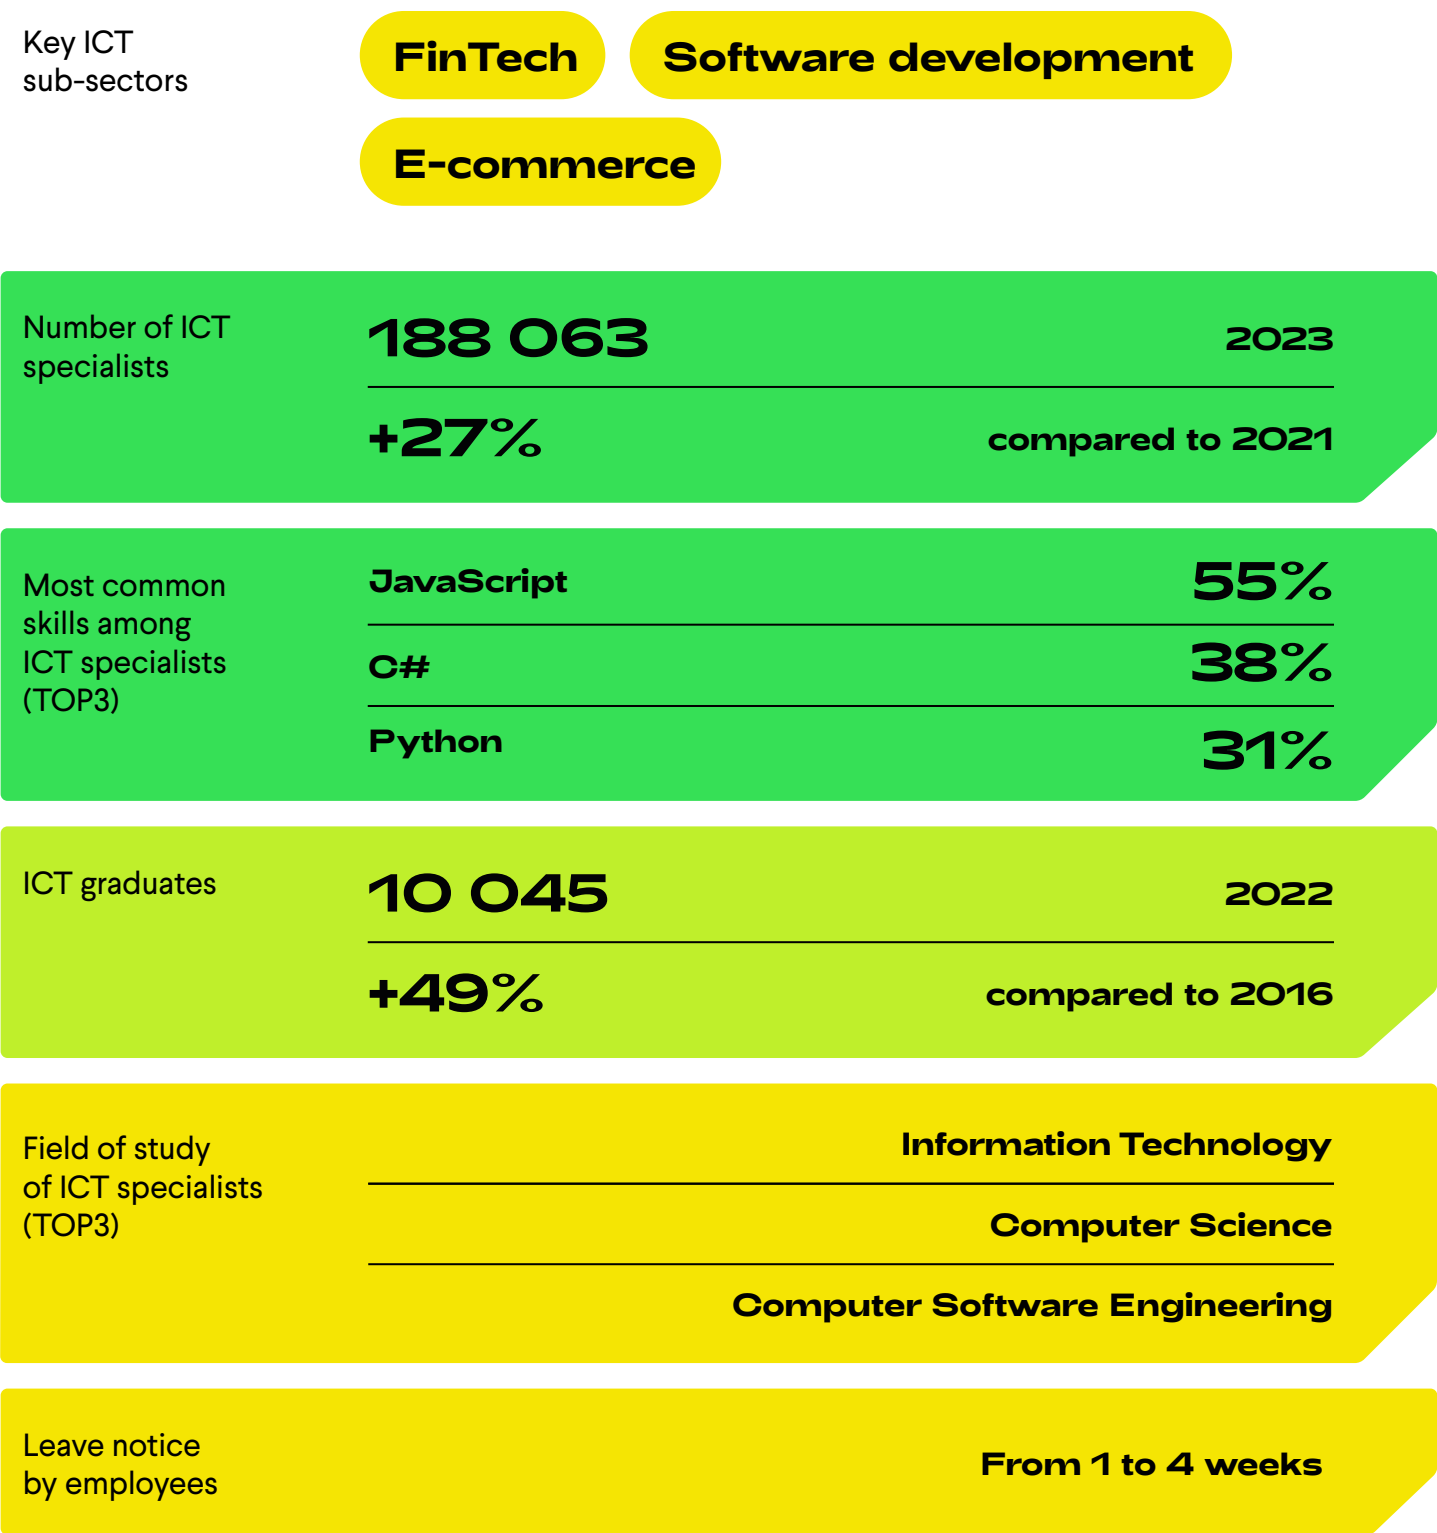 Key ICT
sub-sectors
FinTech
Software development
E-commerce
Number of ICT
specialists
188 063
2023
+27%
compared to 2021
Most common
skills among
ICT specialists
(TOP3)
JavaScript
55%
C#
38%
Python
31%
ICT graduates
10 045
2022
+49%
compared to 2016
Field of study
of ICT specialists
(TOP3)
Information Technology
Computer Science
Computer Software Engineering
Leave notice
by employees
From 1 to 4 weeks